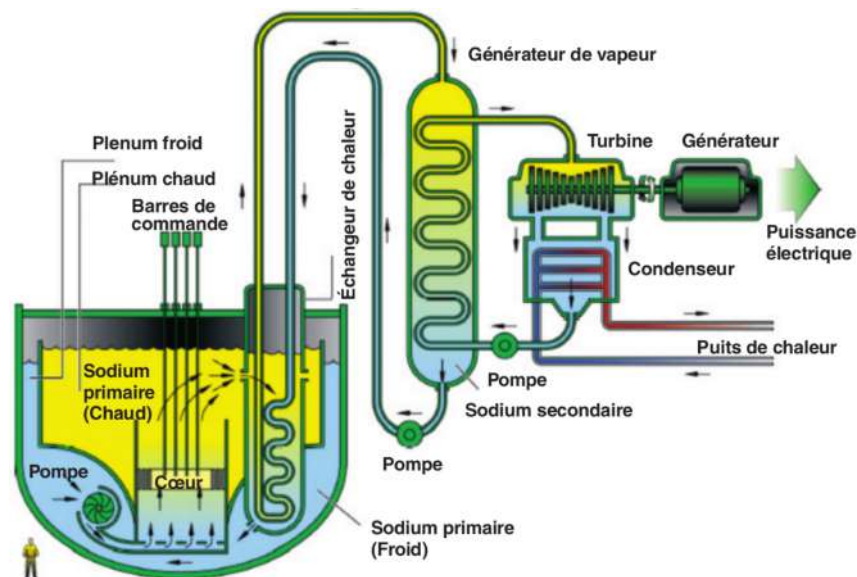 Générateur de vapeur
Plenum froid
Plénum chaud
Barres de
commande
Échangeur de chaleur
Turbine
Générateur
Puissance
électrique
Condenseur
Puits de chaleur
Pompe
Sodium secondaire
Pompe
Sodium
primaire
(Chaud)
Pompe
Cœur
Sodium primaire
(Froid)